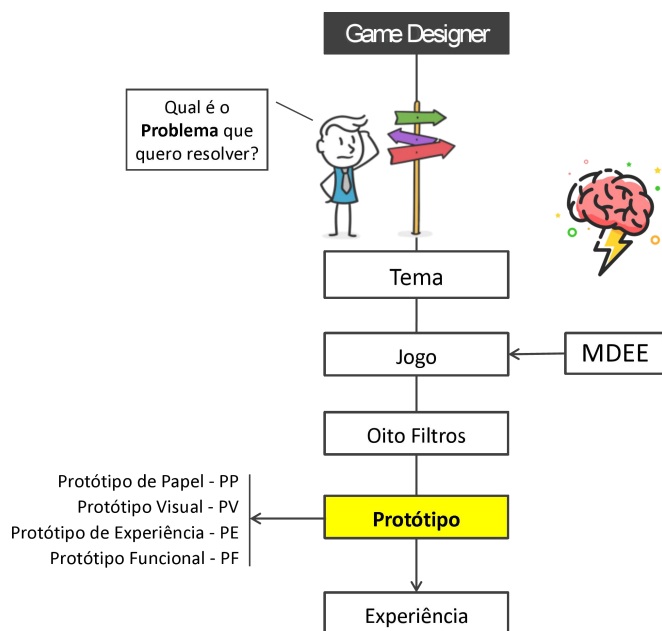 Game Designer
Qual é o
Problema que
quero resolver?
Tema
Jogo
MDEE
Oito Filtros
Protótipo de Papel - PP
Protótipo Visual - PV
Protótipo de Experiência - PE
Protótipo Funcional - PF
Protótipo
Experiência